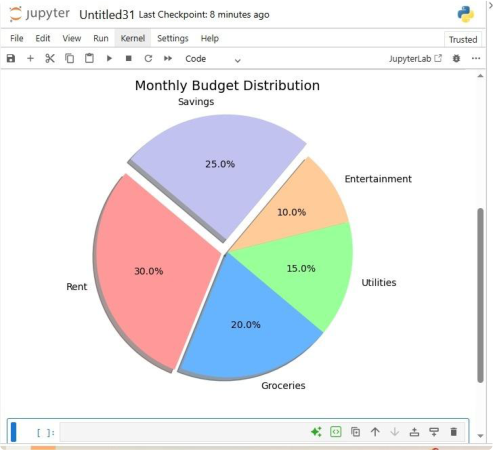 jupyter Untitled31 Last Checkpoint: 8 minutes ago
File Edit View Run Kernel Settings Help Trusted
Code JupyterLab
Monthly Budget Distribution
Savings
25.0%
Entertainment
10.0%
30.0%
15.0%
Rent
Utilities
20.0%
Groceries
[ ]: